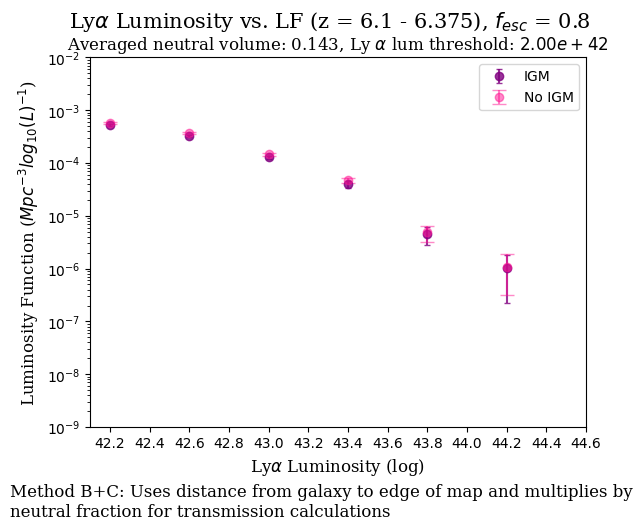 Lyα Luminosity vs. LF (z = 6.1 - 6.375), f_esc = 0.8
Averaged neutral volume: 0.143, Ly α lum threshold: 2.00e + 42
IGM
No IGM
Luminosity Function (Mpc⁻³log₁₀(L)⁻¹)
10⁻²
10⁻³
10⁻⁴
10⁻⁵
10⁻⁶
10⁻⁷
10⁻⁸
10⁻⁹
42.2 42.4 42.6 42.8 43.0 43.2 43.4 43.6 43.8 44.0 44.2 44.4 44.6
Lyα Luminosity (log)
Method B+C: Uses distance from galaxy to edge of map and multiplies by
neutral fraction for transmission calculations